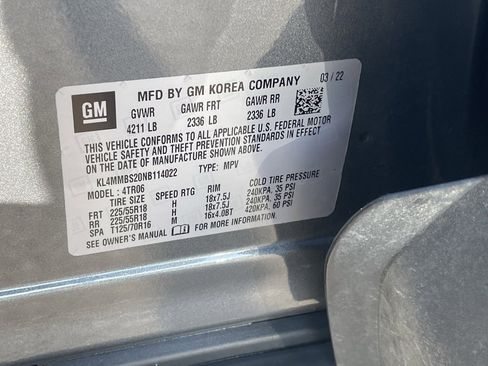 GM
MFD BY GM KOREA COMPANY 03 / 22
GVWR GAWR FRT GAWR RR
4211 LB 2336 LB 2336 LB
THIS VEHICLE CONFORMS TO ALL APPLICABLE U.S. FEDERAL MOTOR
VEHICLE SAFETY AND THEFT PREVENTION STANDARDS IN EFFECT
ON THE DATE OF MANUFACTURE SHOWN ABOVE.
KL4MMBS20NB114022 TYPE: MPV
MODEL: 4TR06
TIRE SIZE SPEED RTG RIM COLD TIRE PRESSURE
FRT 225/55R18 H 18x7.5J 240KPA, 35 PSI
RR 225/55R18 H 18x7.5J 240KPA, 35 PSI
SPA T125/70R16 M 16x4.0BT 420KPA, 60 PSI
SEE OWNER'S MANUAL